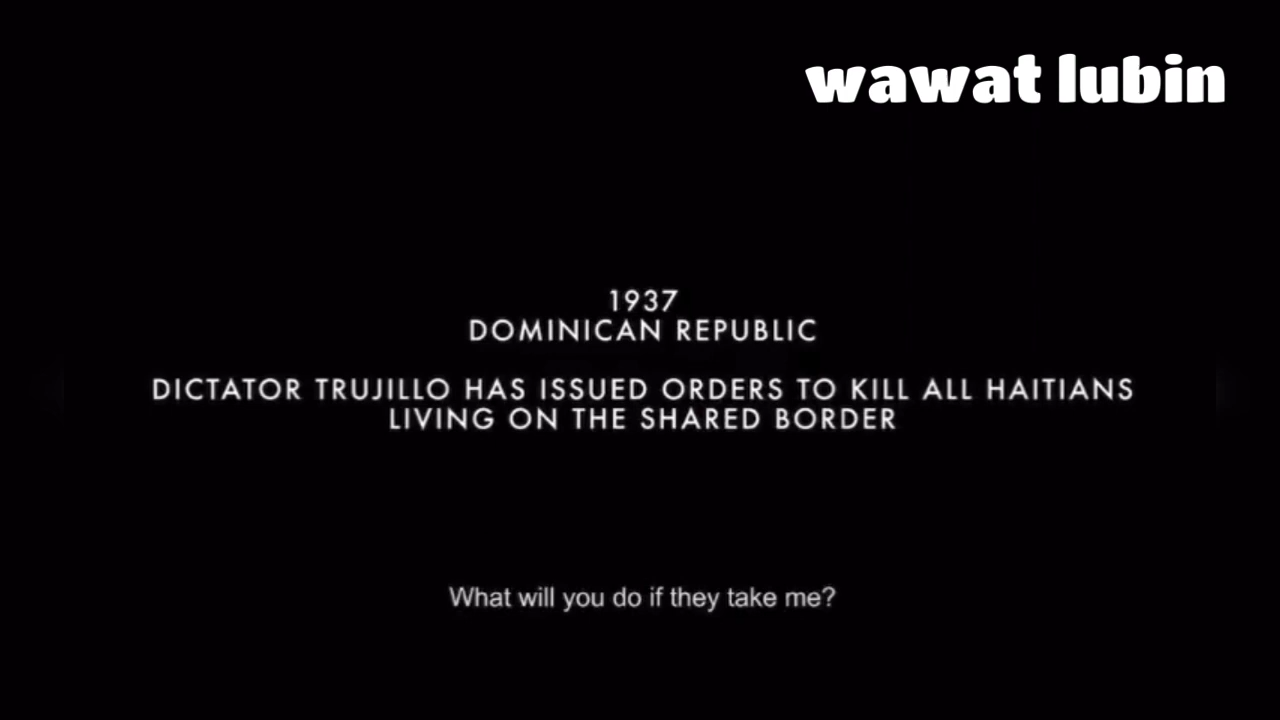 wawat lubin
1937
DOMINICAN REPUBLIC
DICTATOR TRUJILLO HAS ISSUED ORDERS TO KILL ALL HAITIANS
LIVING ON THE SHARED BORDER
What will you do if they take me?